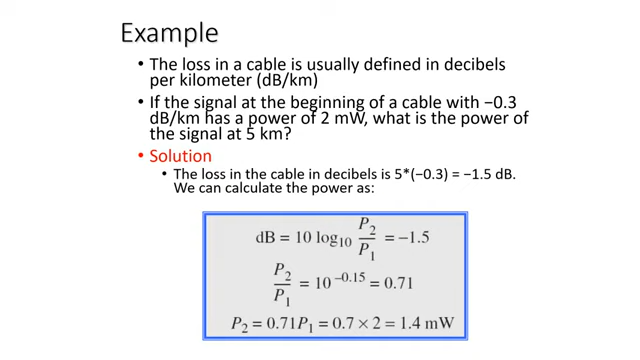 Example
• The loss in a cable is usually defined in decibels
per kilometer (dB/km)
• If the signal at the beginning of a cable with −0.3
dB/km has a power of 2 mW, what is the power of
the signal at 5 km?
• Solution
• The loss in the cable in decibels is 5*(−0.3) = −1.5 dB.
We can calculate the power as:
dB = 10 log₁₀ P₂/P₁ = −1.5
P₂/P₁ = 10^−0.15 = 0.71
P₂ = 0.71P₁ = 0.7 × 2 = 1.4 mW